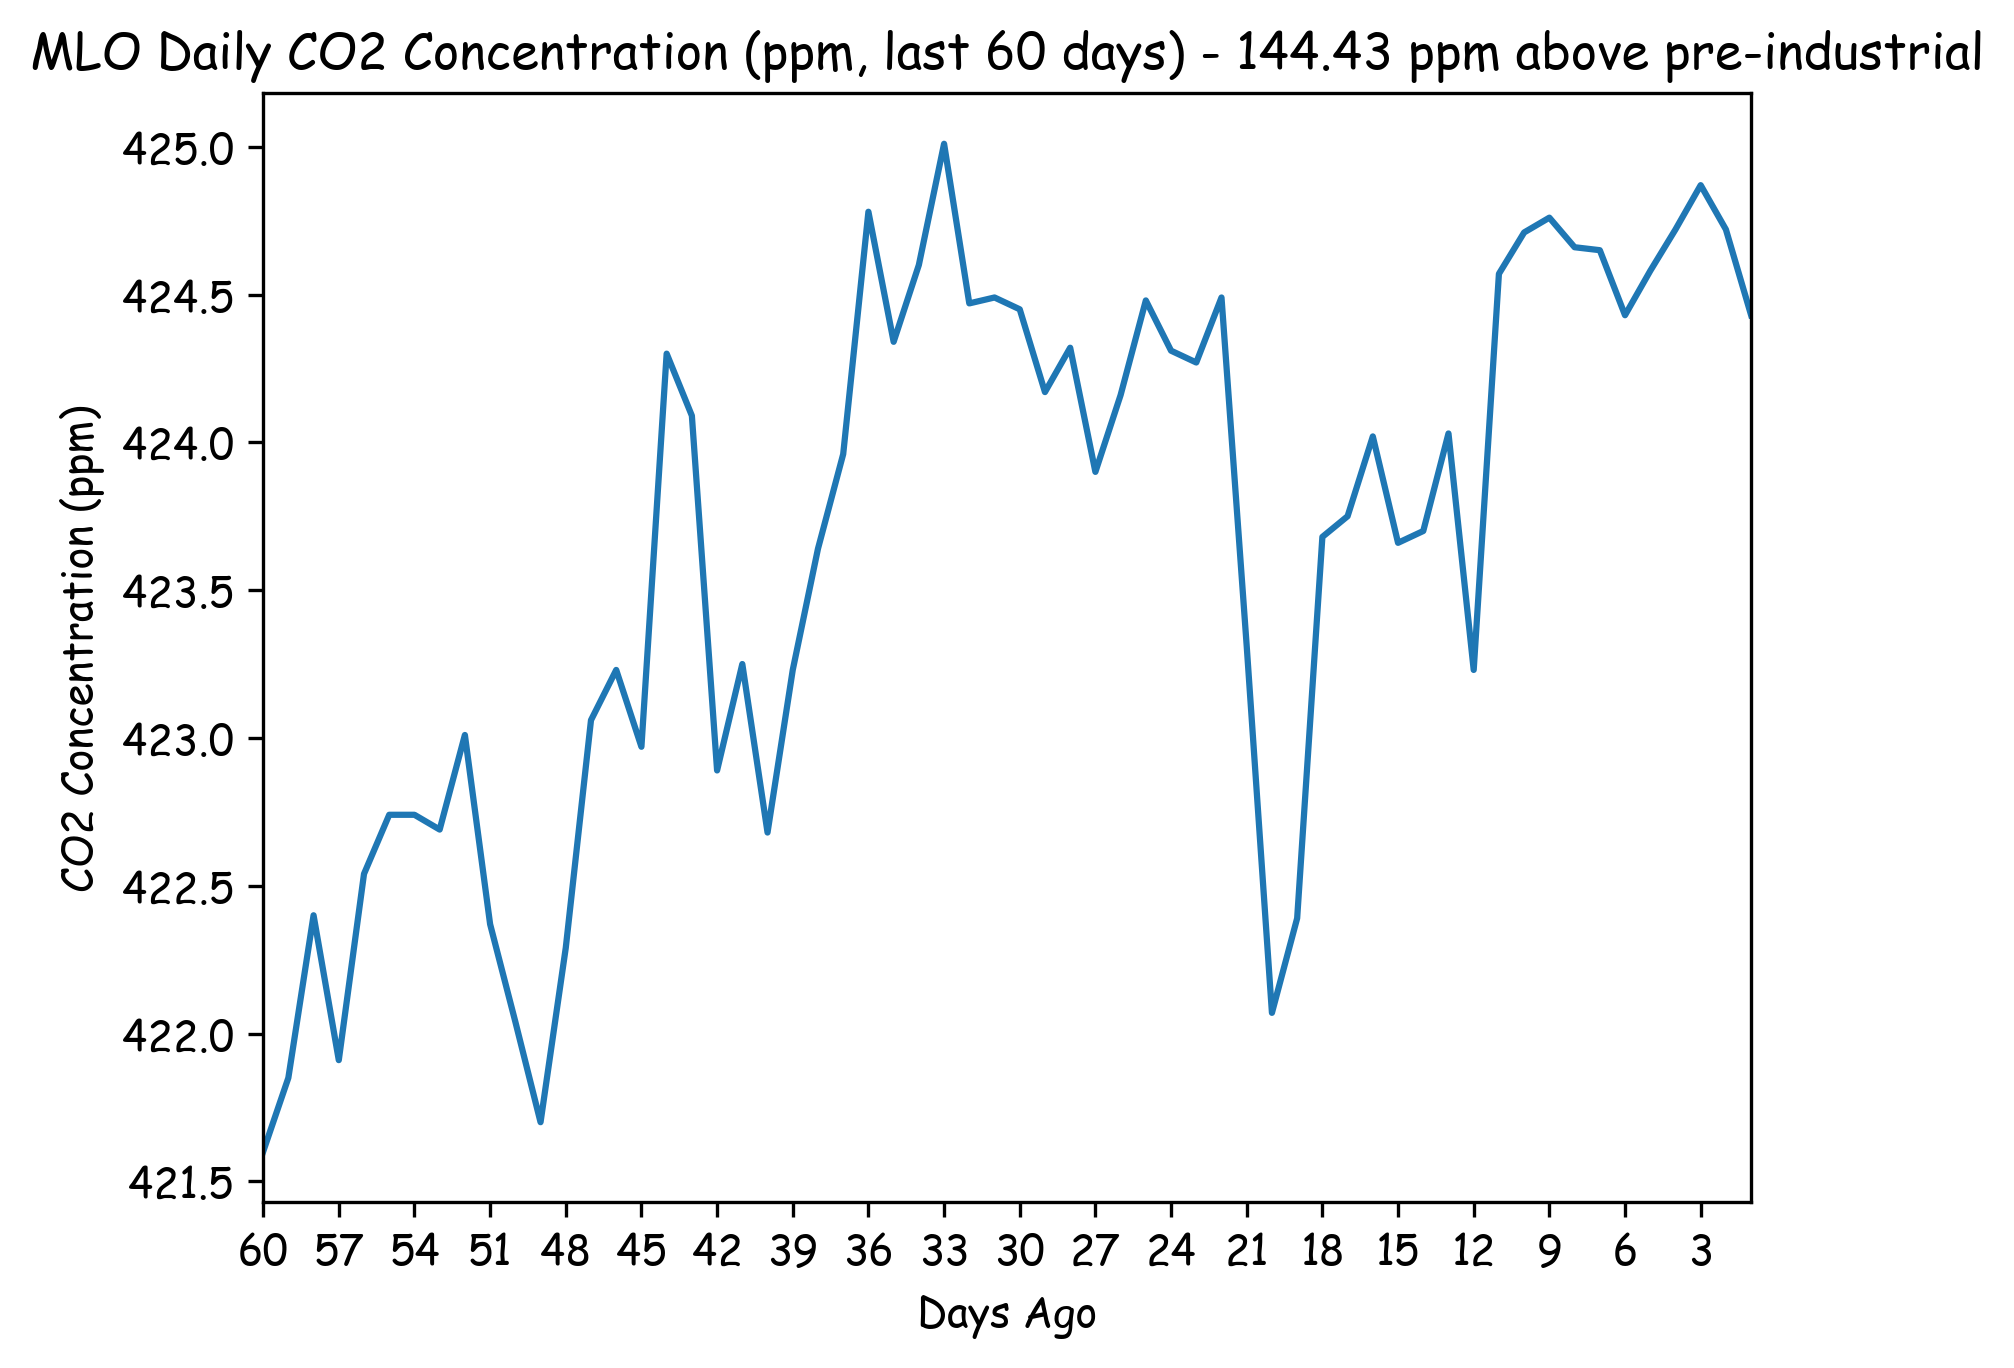 MLO Daily CO2 Concentration (ppm, last 60 days) - 144.43 ppm above pre-industrial
425.0
424.5
424.0
423.5
423.0
422.5
422.0
421.5
CO2 Concentration (ppm)
60 57 54 51 48 45 42 39 36 33 30 27 24 21 18 15 12 9 6 3
Days Ago